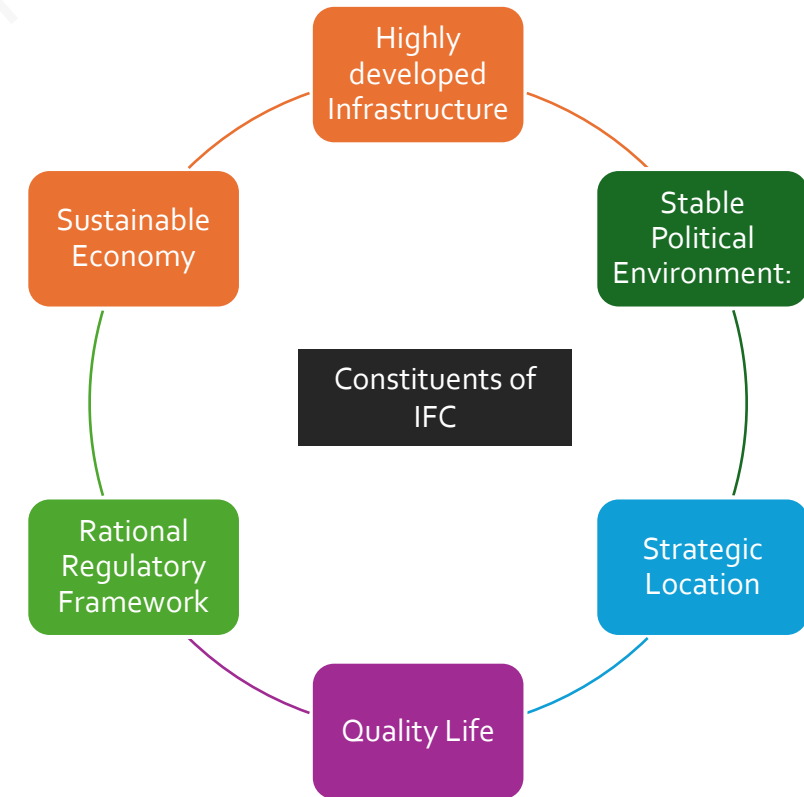 Highly
developed
Infrastructure
Stable
Political
Environment:
Strategic
Location
Quality Life
Rational
Regulatory
Framework
Sustainable
Economy
Constituents of
IFC